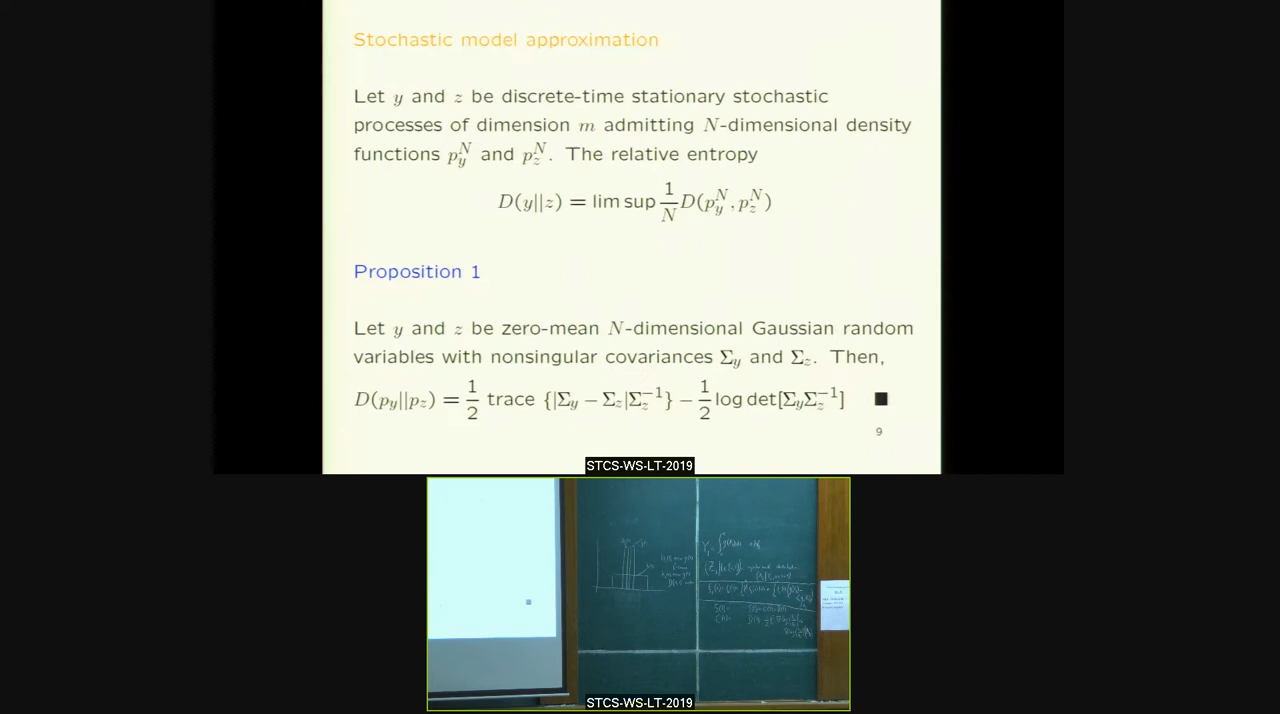 Stochastic model approximation
Let y and z be discrete-time stationary stochastic
processes of dimension m admitting N-dimensional density
functions p_y^N and p_z^N. The relative entropy
D(y||z) = lim sup 1/N D(p_y^N, p_z^N)
Proposition 1
Let y and z be zero-mean N-dimensional Gaussian random
variables with nonsingular covariances Σ_y and Σ_z. Then,
D(p_y||p_z) = 1/2 trace {|Σ_y − Σ_z|Σ_z^{-1}} − 1/2 log det[Σ_yΣ_z^{-1}] ■
9
STCS-WS-LT-2019
STCS-WS-LT-2019